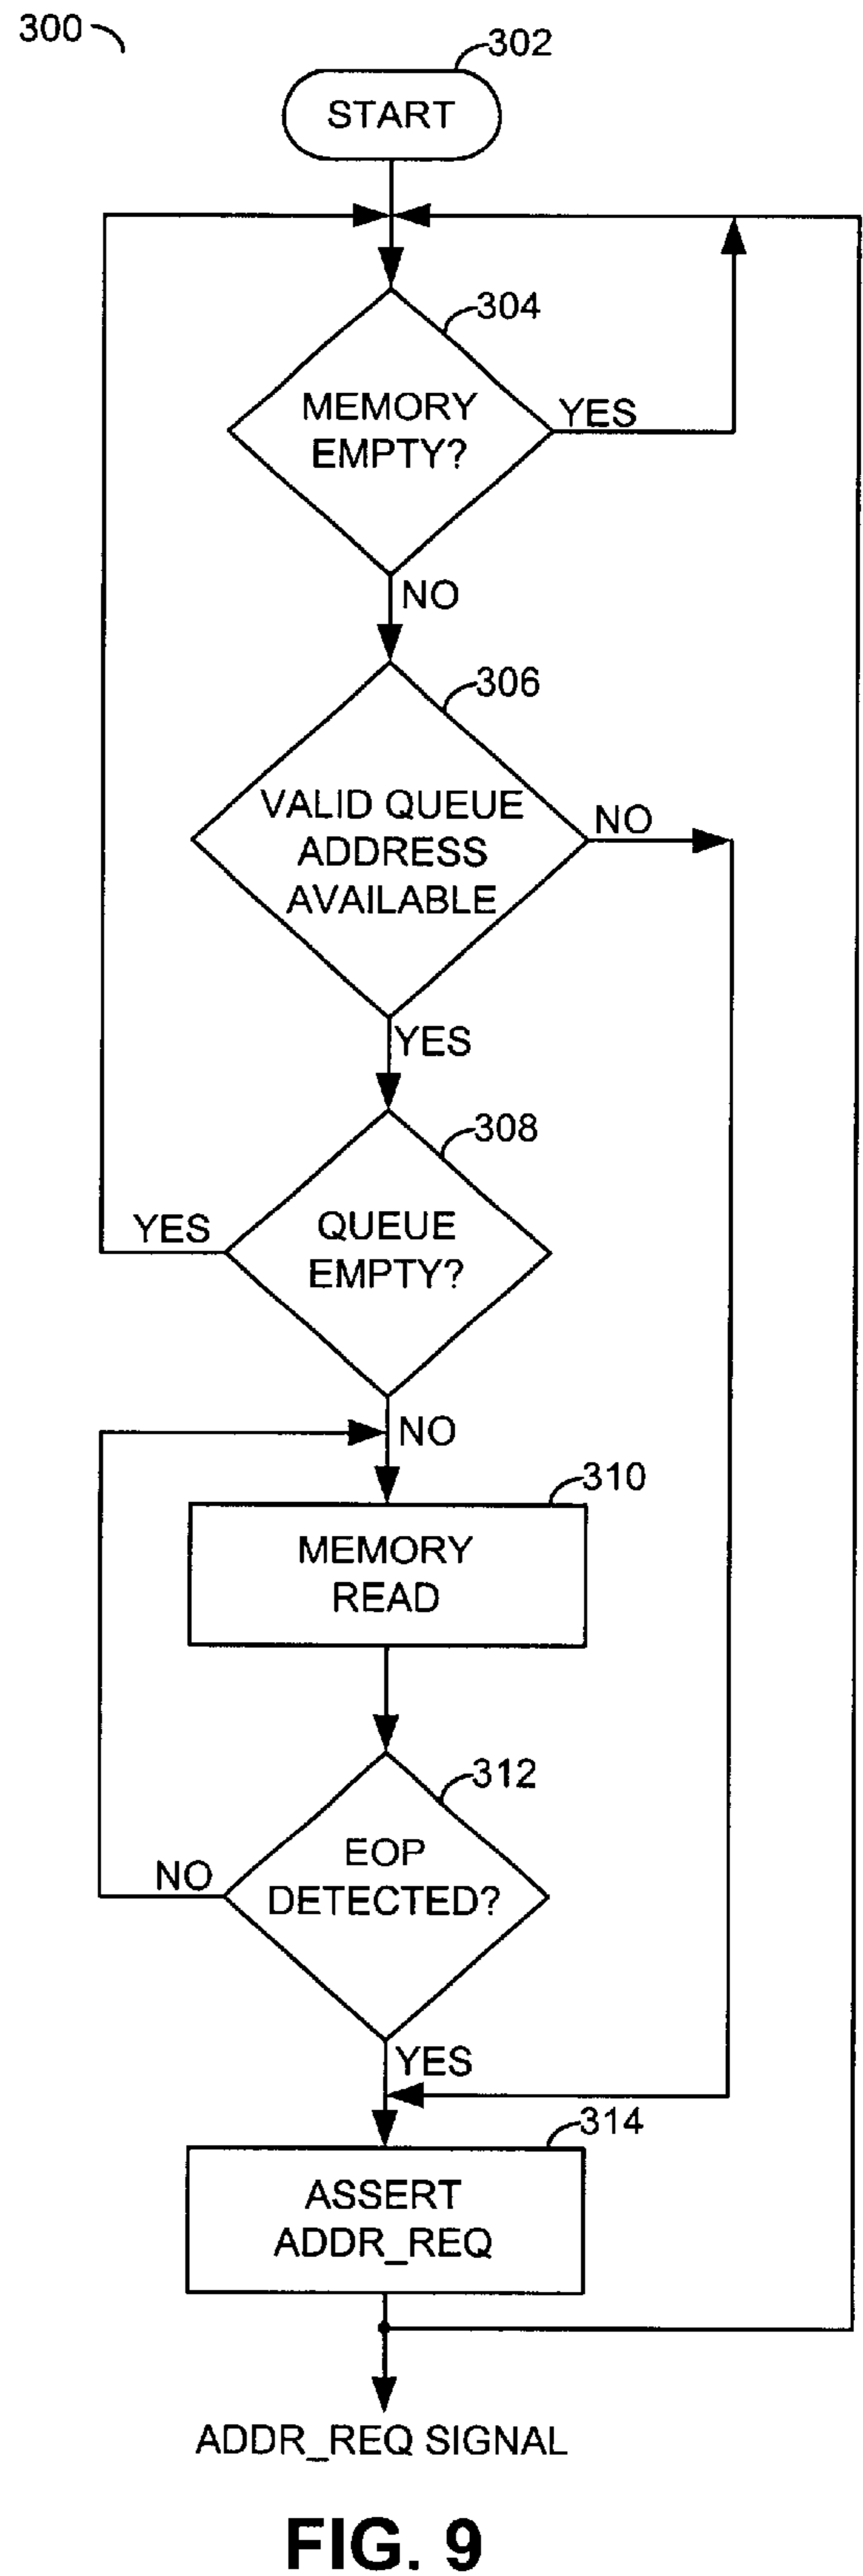 300
302
START
304
MEMORY
EMPTY?
YES
NO
306
VALID QUEUE
ADDRESS
AVAILABLE
NO
YES
308
QUEUE
EMPTY?
YES
NO
310
MEMORY
READ
312
EOP
DETECTED?
NO
YES
314
ASSERT
ADDR_REQ
ADDR_REQ SIGNAL
FIG. 9